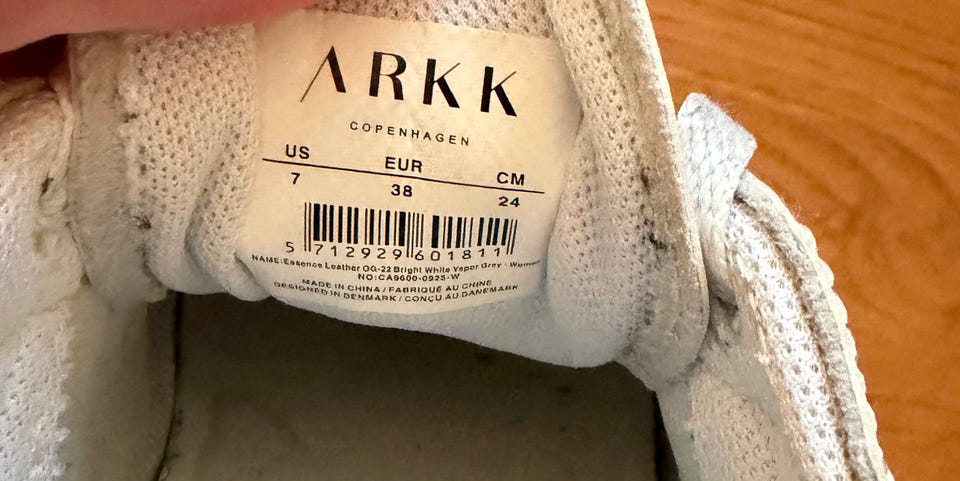 ARKK
COPENHAGEN
US EUR CM
7 38 24
5 712929 601811
NAME: Essence Leather OG-22 Bright White Vapor Grey - Women
NO: CA9600-0925-W
MADE IN CHINA / FABRIQUÉ AU CHINE
DESIGNED IN DENMARK / CONÇU AU DANEMARK